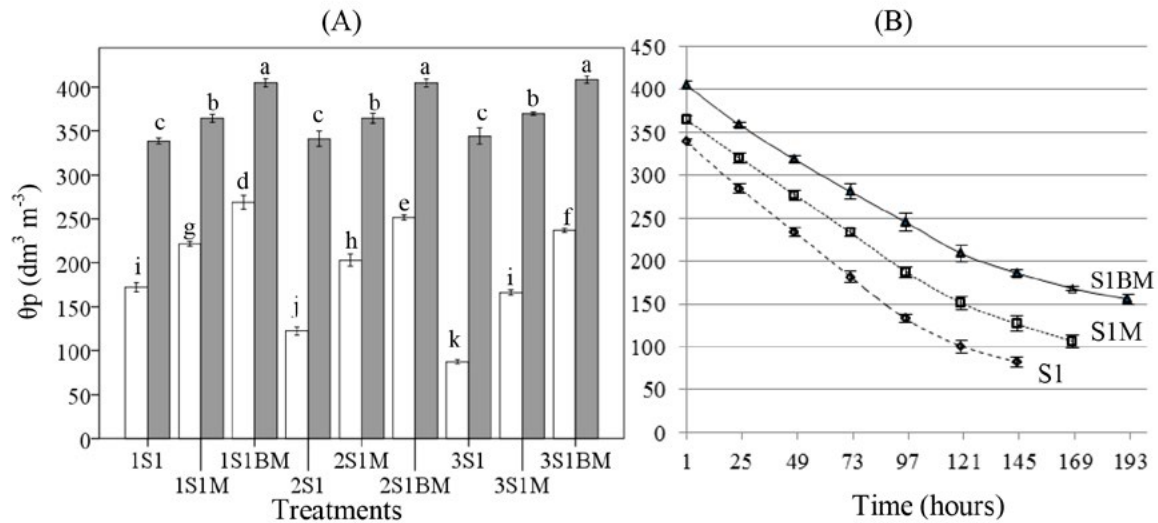 (A)
(B)
θp (dm³ m⁻³)
400
350
300
250
200
150
100
50
0
c b a c b a c b a
i g d j h e k i f
1S1 1S1BM 2S1M 3S1 3S1BM
1S1M 2S1 2S1BM 3S1M
Treatments
450
400
350
300
250
200
150
100
50
0
S1BM
S1M
S1
1 25 49 73 97 121 145 169 193
Time (hours)